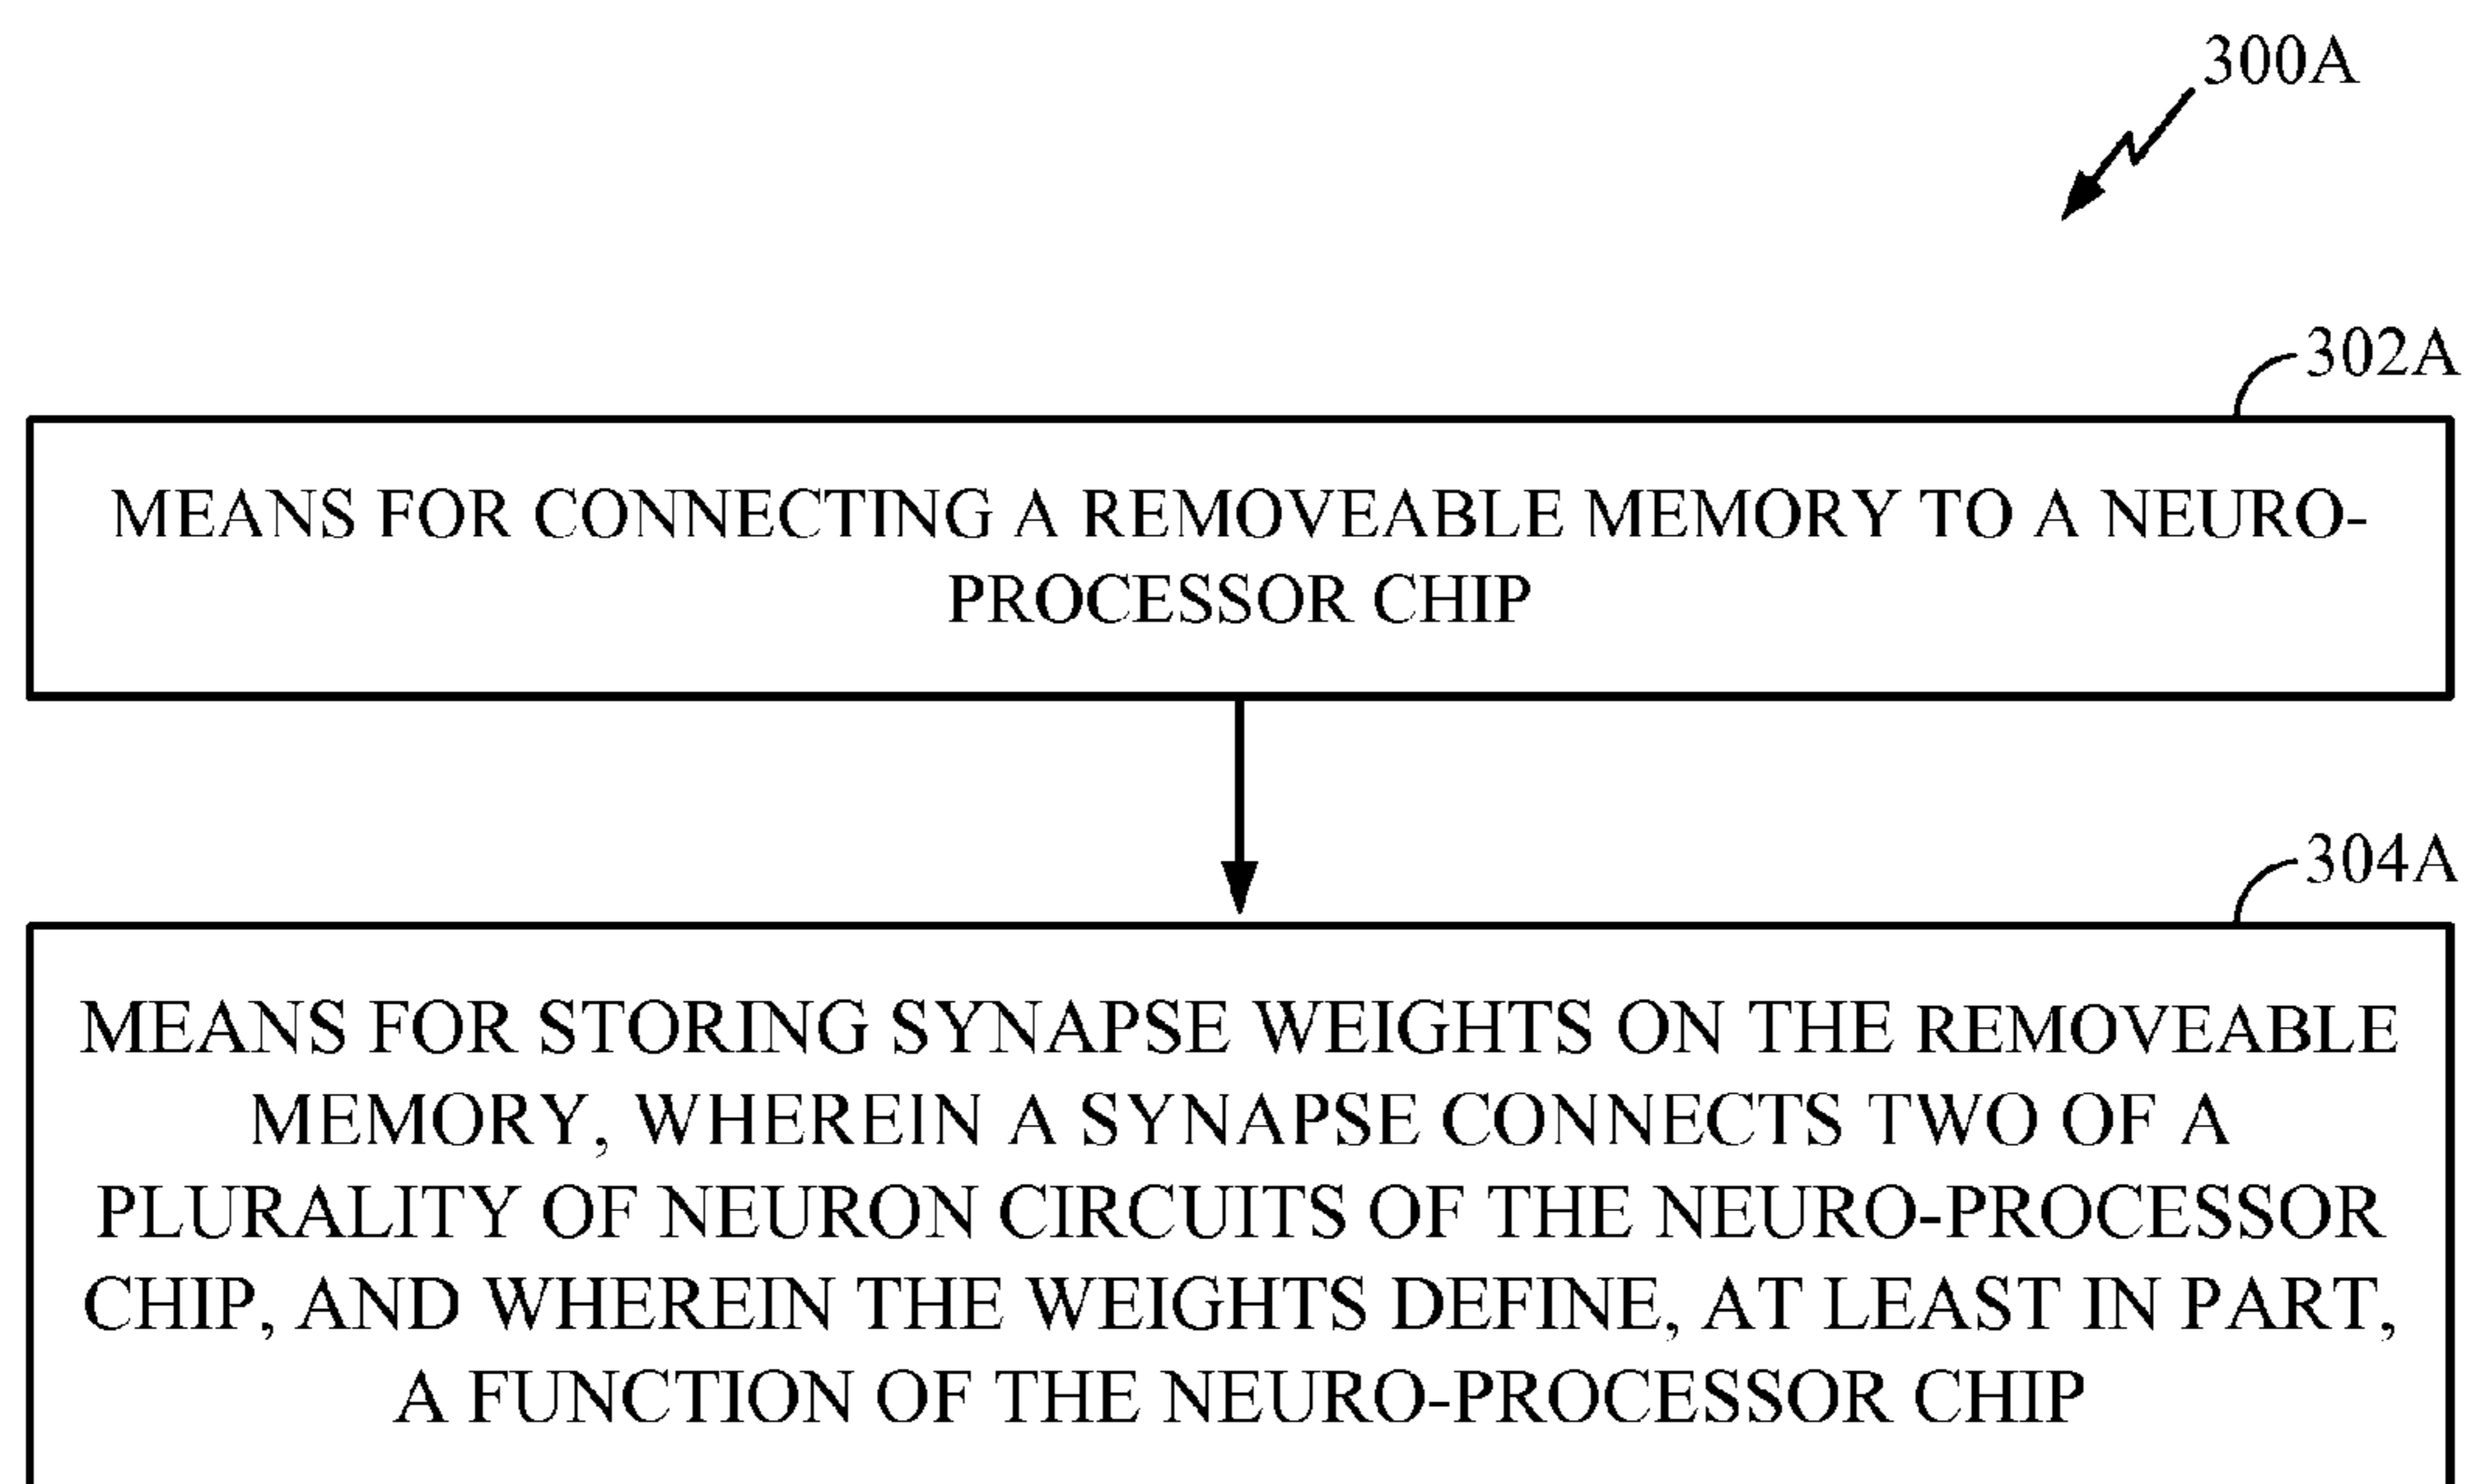 300A
302A
MEANS FOR CONNECTING A REMOVEABLE MEMORY TO A NEURO-
PROCESSOR CHIP
304A
MEANS FOR STORING SYNAPSE WEIGHTS ON THE REMOVEABLE
MEMORY, WHEREIN A SYNAPSE CONNECTS TWO OF A
PLURALITY OF NEURON CIRCUITS OF THE NEURO-PROCESSOR
CHIP, AND WHEREIN THE WEIGHTS DEFINE, AT LEAST IN PART,
A FUNCTION OF THE NEURO-PROCESSOR CHIP